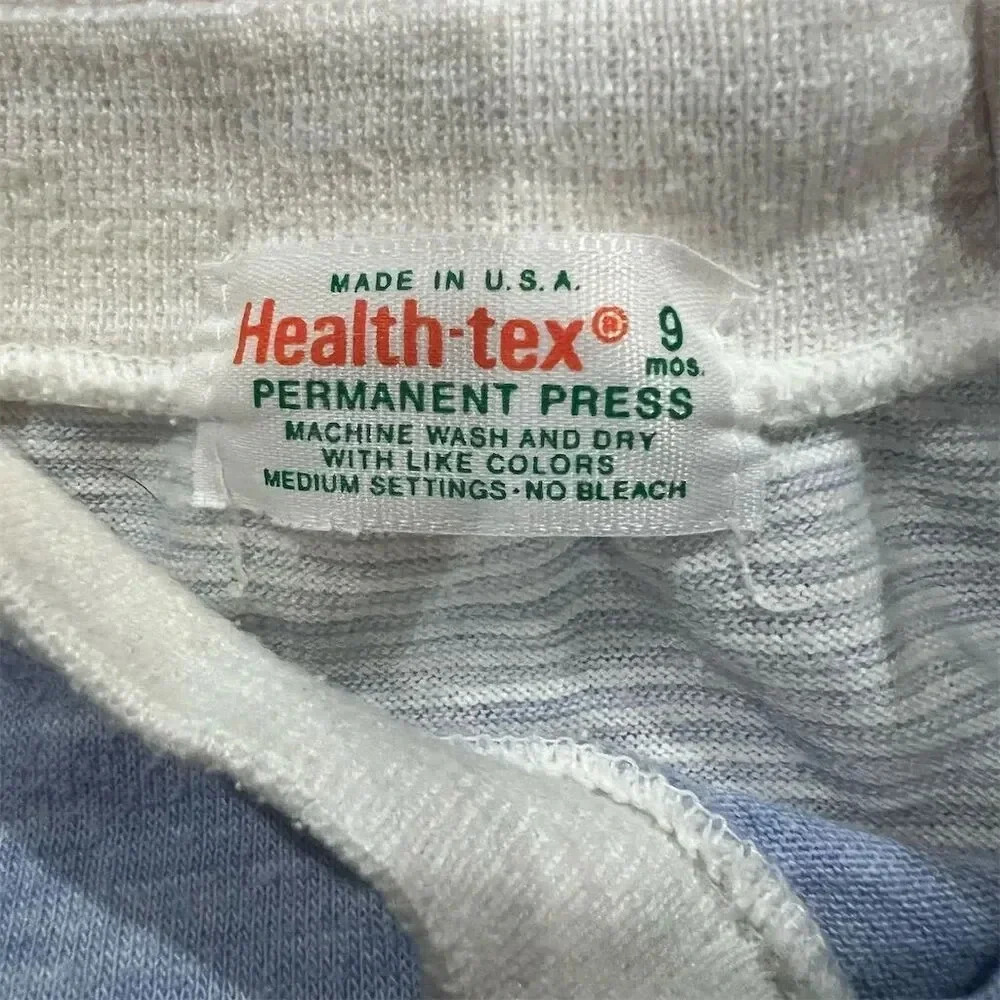 MADE IN U.S.A.
Health-tex® 9 mos.
PERMANENT PRESS
MACHINE WASH AND DRY
WITH LIKE COLORS
MEDIUM SETTINGS·NO BLEACH